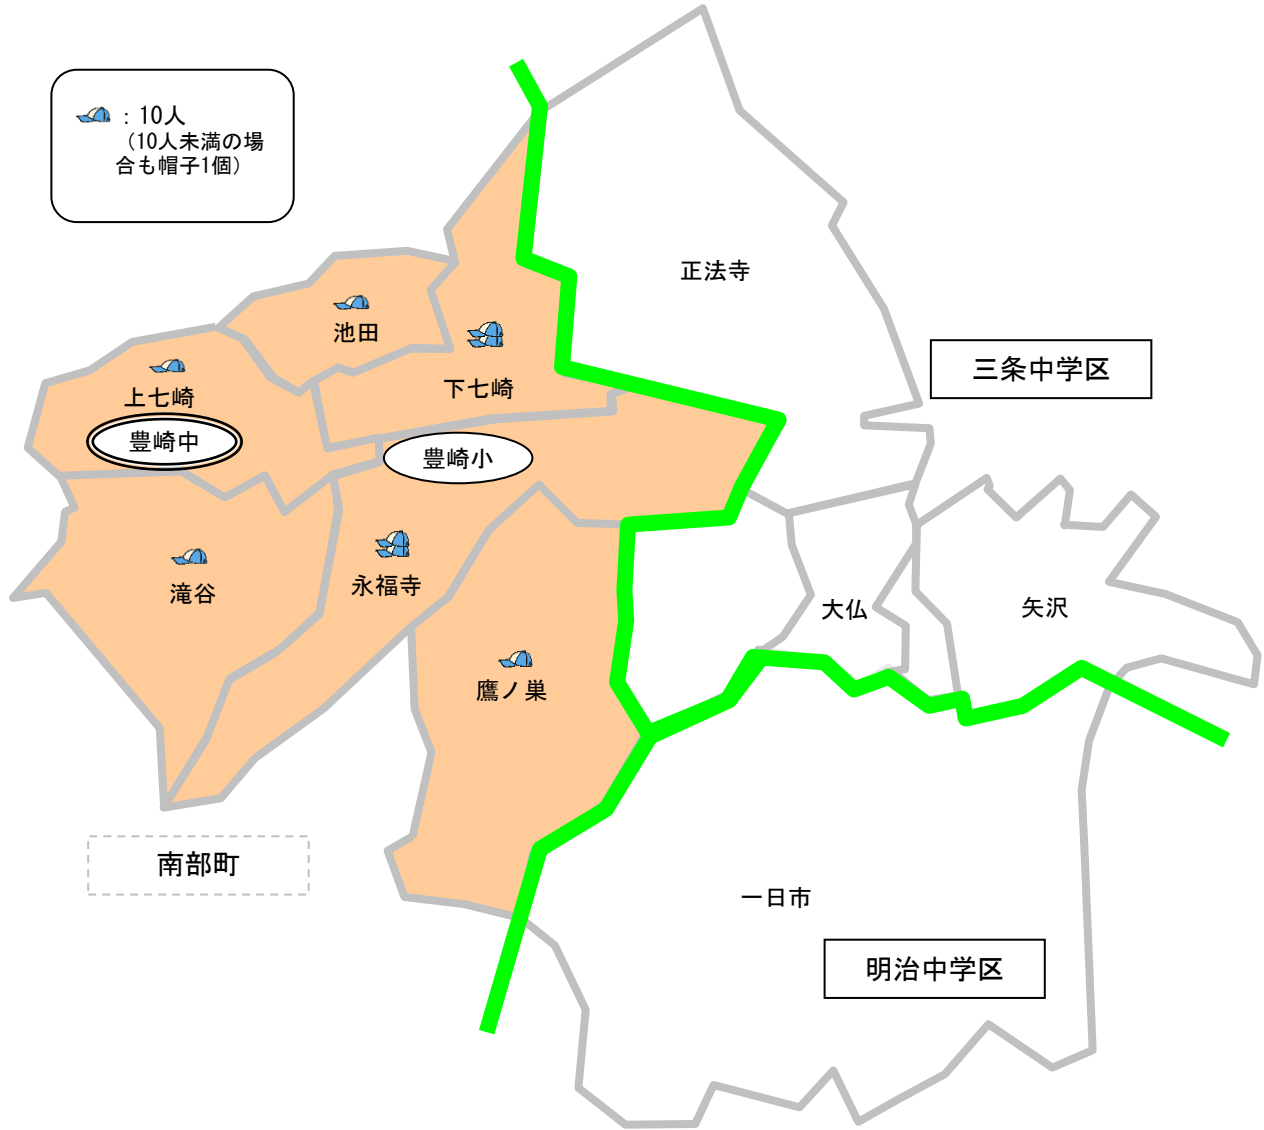 ：10人
（10人未満の場
合も帽子1個）
正法寺
池田
三条中学区
下七崎
上七崎
豊崎中
豊崎小
滝谷
永福寺
大仏
矢沢
鷹ノ巣
南部町
一日市
明治中学区